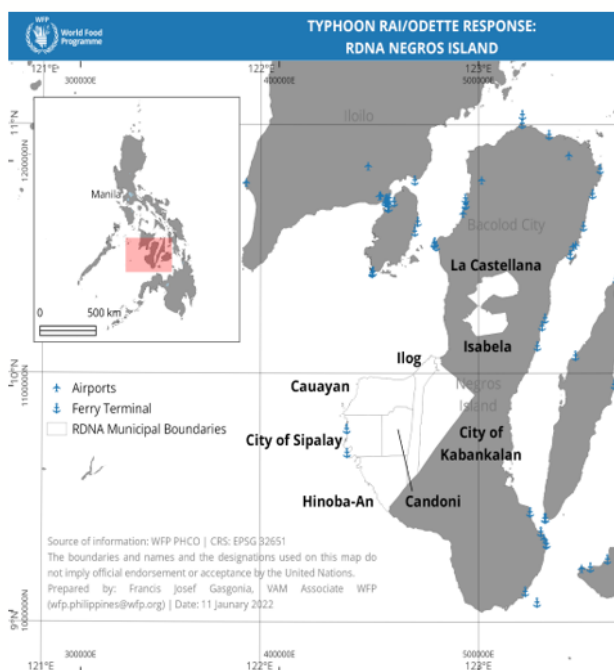 WFP
World Food
Programme
TYPHOON RAI/ODETTE RESPONSE:
RDNA NEGROS ISLAND
121°E
122°E
123°E
300000E
400000E
500000E
11°N
1200000N
Iloilo
Manila
0
500 km
Bacolod City
La Castellana
Isabela
Ilog
10°N
1100000N
Airports
Ferry Terminal
RDNA Municipal Boundaries
Cauayan
Negros
Island
City of Sipalay
City of
Kabankalan
Hinoba-An
Candoni
Source of information: WFP PHCO | CRS: EPSG 32651
The boundaries and names and the designations used on this map do
not imply official endorsement or acceptance by the United Nations.
Prepared by: Francis Josef Gasgonia, VAM Associate WFP
(wfp.philippines@wfp.org) | Date: 11 Jaunary 2022
9°N
1000000N
300000E
400000E
500000E
121°E
122°E
123°E